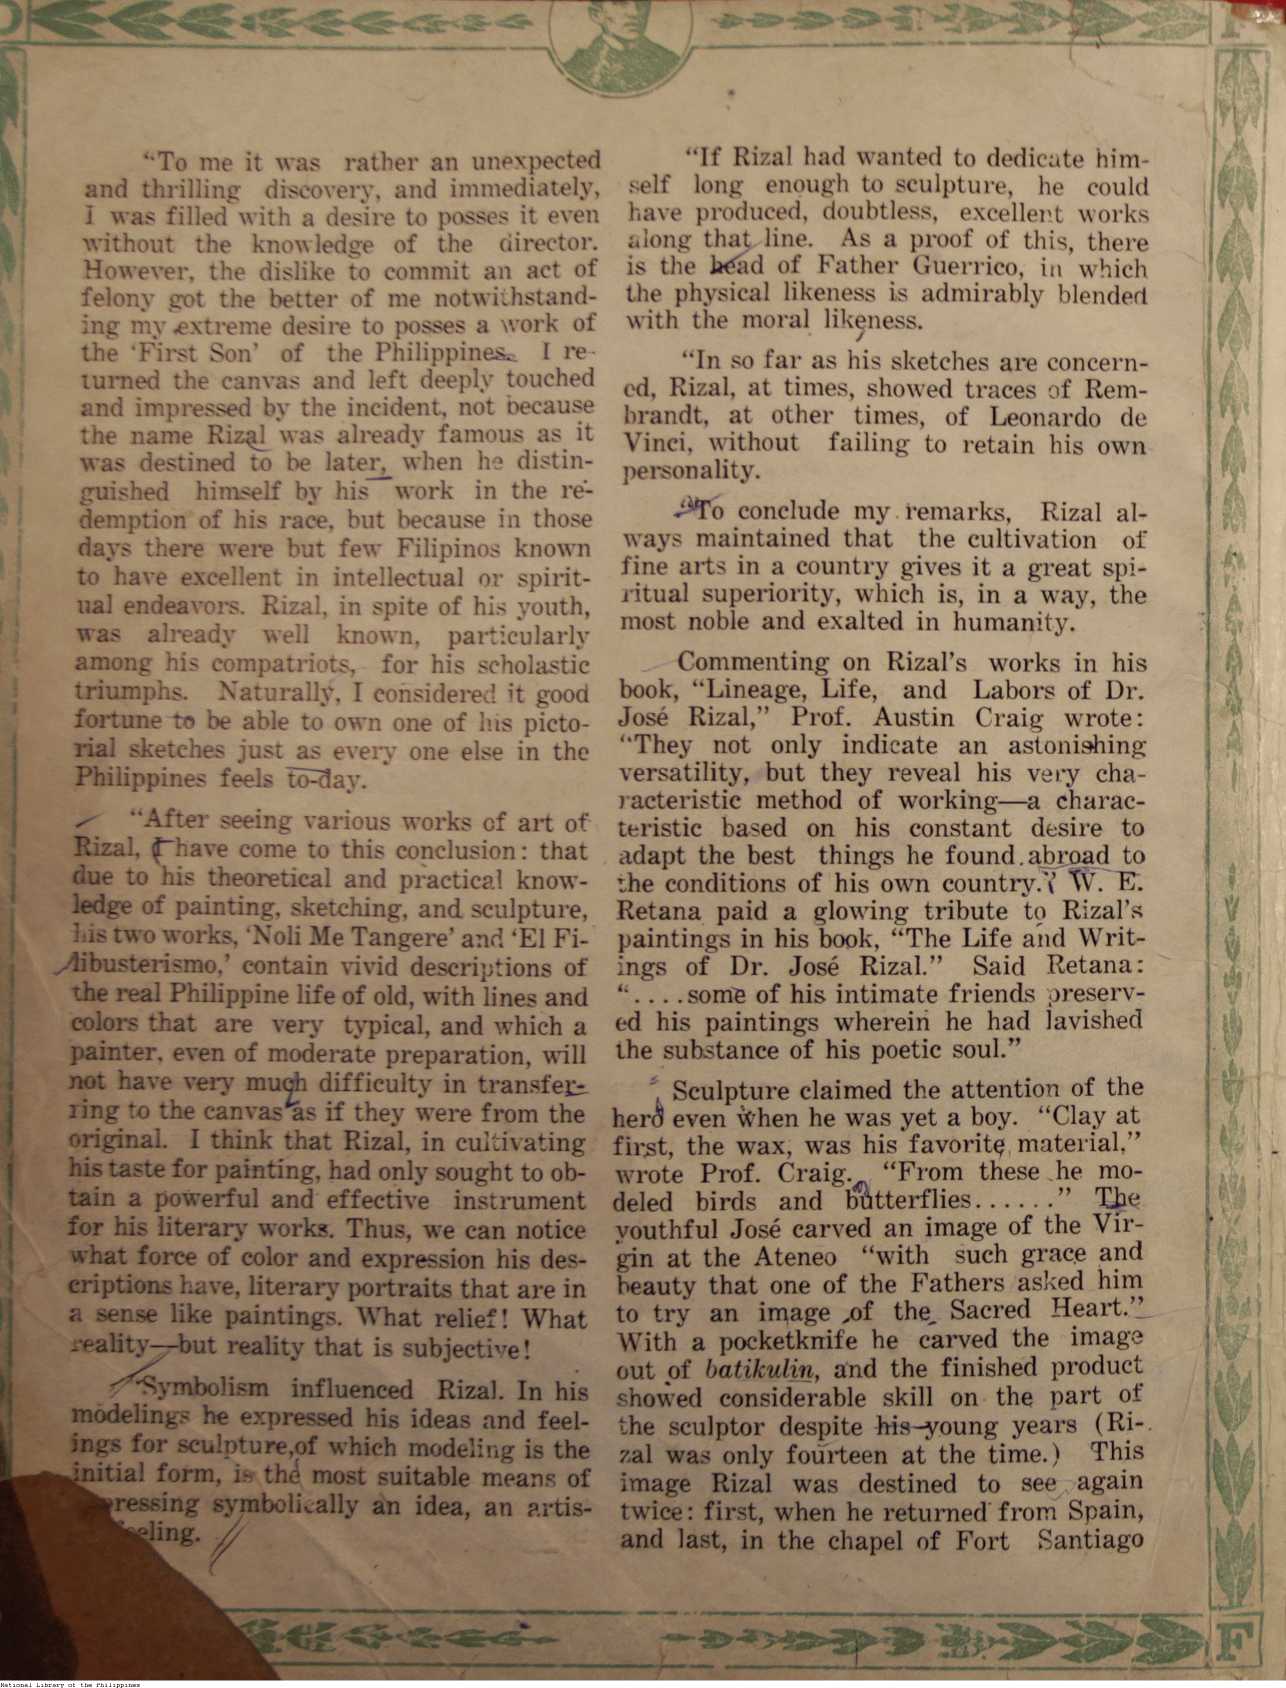 "To me it was rather an unexpected
and thrilling discovery, and immediately,
I was filled with a desire to posses it even
without the knowledge of the director.
However, the dislike to commit an act of
felony got the better of me notwithstand-
ing my extreme desire to posses a work of
the 'First Son' of the Philippines. I re-
turned the canvas and left deeply touched
and impressed by the incident, not because
the name Rizal was already famous as it
was destined to be later, when he distin-
guished himself by his work in the re-
demption of his race, but because in those
days there were but few Filipinos known
to have excellent in intellectual or spirit-
ual endeavors. Rizal, in spite of his youth,
was already well known, particularly
among his compatriots, for his scholastic
triumphs. Naturally, I considered it good
fortune to be able to own one of his picto-
rial sketches just as every one else in the
Philippines feels to-day.
"After seeing various works of art of
Rizal, I have come to this conclusion: that
due to his theoretical and practical know-
ledge of painting, sketching, and sculpture,
his two works, 'Noli Me Tangere' and 'El Fi-
libusterismo,' contain vivid descriptions of
the real Philippine life of old, with lines and
colors that are very typical, and which a
painter, even of moderate preparation, will
not have very much difficulty in transfer-
ring to the canvas as if they were from the
original. I think that Rizal, in cultivating
his taste for painting, had only sought to ob-
tain a powerful and effective instrument
for his literary works. Thus, we can notice
what force of color and expression his des-
criptions have, literary portraits that are in
a sense like paintings. What relief! What
reality—but reality that is subjective!
"Symbolism influenced Rizal. In his
modelings he expressed his ideas and feel-
ings for sculpture, of which modeling is the
initial form, is the most suitable means of
pressing symbolically an idea, an artis-
feeling.
"If Rizal had wanted to dedicate him-
self long enough to sculpture, he could
have produced, doubtless, excellent works
along that line. As a proof of this, there
is the head of Father Guerrico, in which
the physical likeness is admirably blended
with the moral likeness.
"In so far as his sketches are concern-
ed, Rizal, at times, showed traces of Rem-
brandt, at other times, of Leonardo de
Vinci, without failing to retain his own
personality.
"To conclude my remarks, Rizal al-
ways maintained that the cultivation of
fine arts in a country gives it a great spi-
ritual superiority, which is, in a way, the
most noble and exalted in humanity.
Commenting on Rizal's works in his
book, "Lineage, Life, and Labors of Dr.
José Rizal," Prof. Austin Craig wrote:
"They not only indicate an astonishing
versatility, but they reveal his very cha-
racteristic method of working—a charac-
teristic based on his constant desire to
adapt the best things he found abroad to
the conditions of his own country." W. E.
Retana paid a glowing tribute to Rizal's
paintings in his book, "The Life and Writ-
ings of Dr. José Rizal." Said Retana:
"....some of his intimate friends preserv-
ed his paintings wherein he had lavished
the substance of his poetic soul."
Sculpture claimed the attention of the
hero even when he was yet a boy. "Clay at
first, the wax, was his favorite material,"
wrote Prof. Craig. "From these he mo-
deled birds and butterflies......" The
youthful José carved an image of the Vir-
gin at the Ateneo "with such grace and
beauty that one of the Fathers asked him
to try an image of the Sacred Heart."
With a pocketknife he carved the image
out of batikulin, and the finished product
showed considerable skill on the part of
the sculptor despite his young years (Ri-
zal was only fourteen at the time.) This
image Rizal was destined to see again
twice: first, when he returned from Spain,
and last, in the chapel of Fort Santiago
F
F
National Library of the Philippines